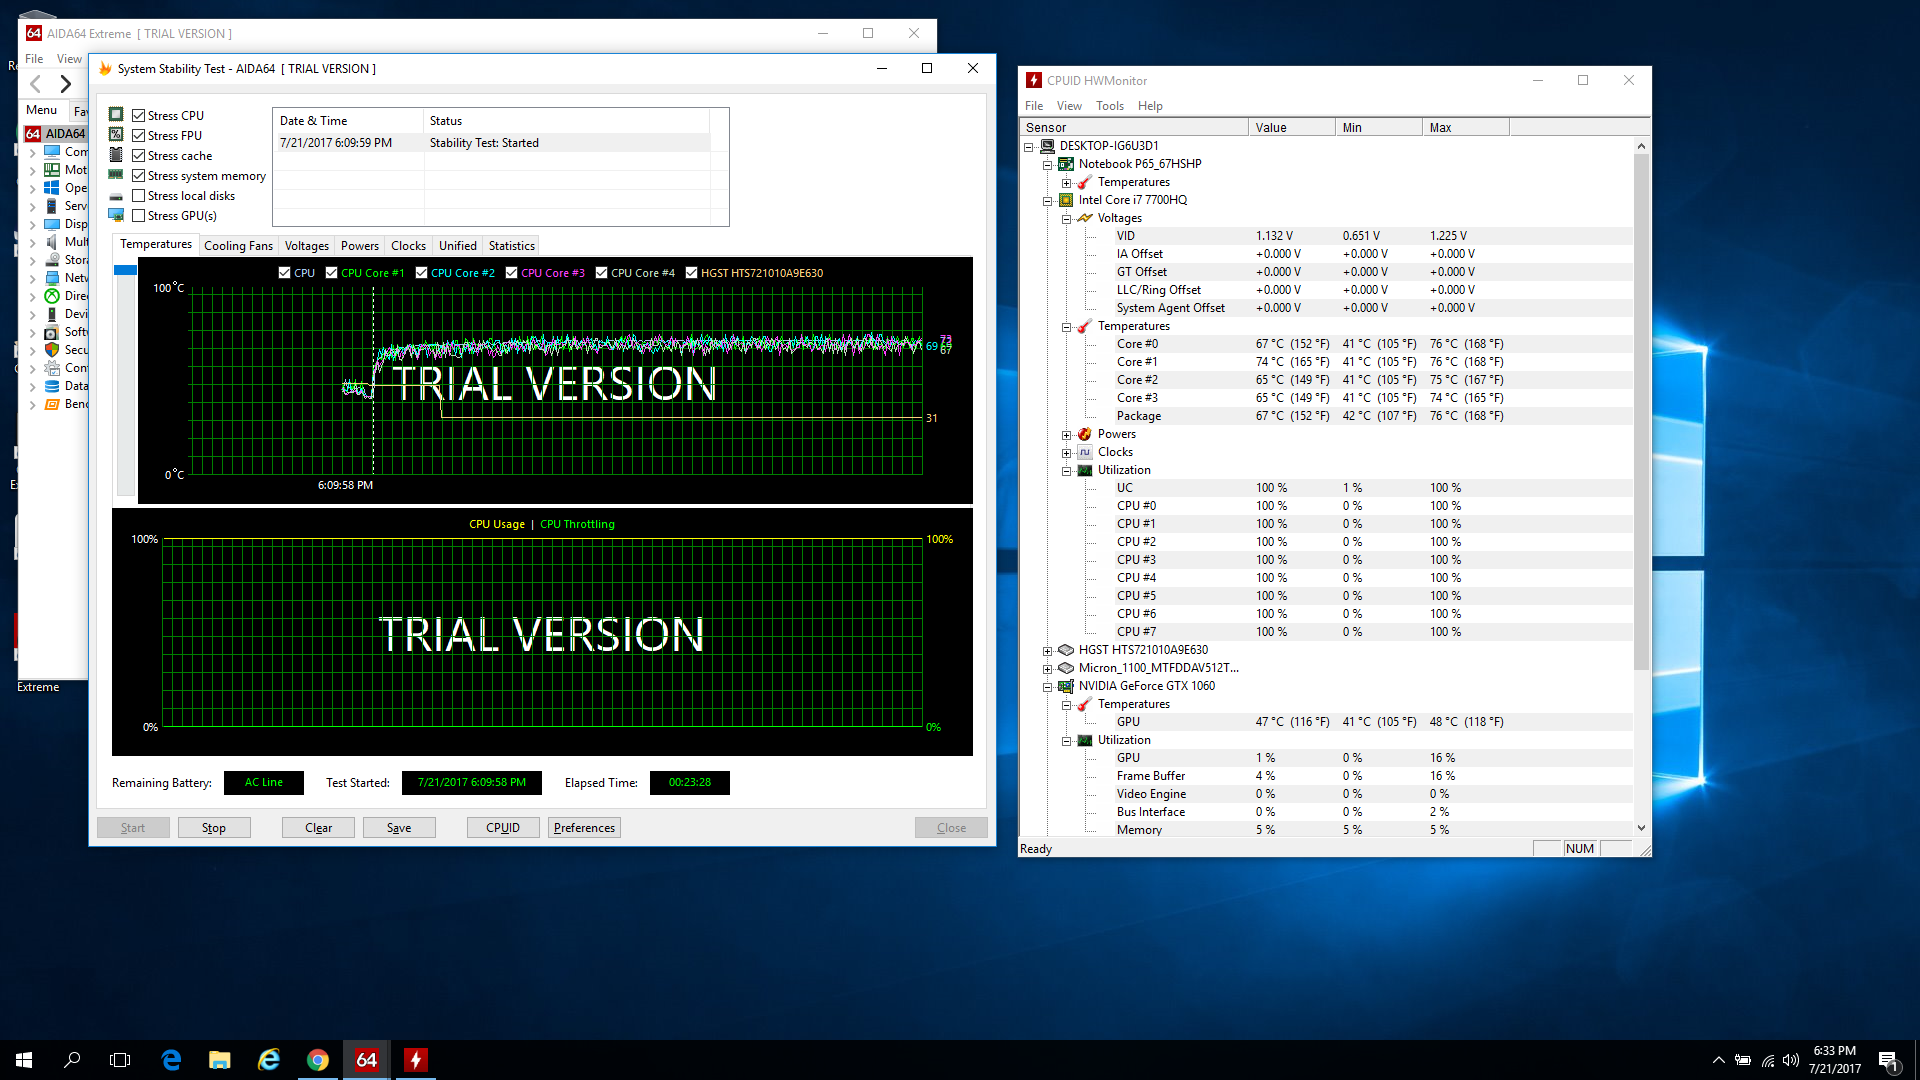 AIDA64 Extreme [ TRIAL VERSION ]
File View
Menu Fav
AIDA64
Com
Mot
Ope
Serv
Disp
Mult
Stora
Netw
Direc
Devi
Softw
Secu
Conf
Data
Benc
Extreme
System Stability Test - AIDA64 [ TRIAL VERSION ]
Stress CPU
Stress FPU
Stress cache
Stress system memory
Stress local disks
Stress GPU(s)
Date & Time Status
7/21/2017 6:09:59 PM Stability Test: Started
Temperatures Cooling Fans Voltages Powers Clocks Unified Statistics
CPU CPU Core #1 CPU Core #2 CPU Core #3 CPU Core #4 HGST HTS721010A9E630
100°C
69
73
67
TRIAL VERSION
31
0°C
6:09:58 PM
CPU Usage | CPU Throttling
100% 100%
TRIAL VERSION
0% 0%
Remaining Battery: AC Line Test Started: 7/21/2017 6:09:58 PM Elapsed Time: 00:23:28
Start Stop Clear Save CPUID Preferences Close
CPUID HWMonitor
File View Tools Help
Sensor Value Min Max
DESKTOP-IG6U3D1
Notebook P65_67HSHP
Temperatures
Intel Core i7 7700HQ
Voltages
VID 1.132 V 0.651 V 1.225 V
IA Offset +0.000 V +0.000 V +0.000 V
GT Offset +0.000 V +0.000 V +0.000 V
LLC/Ring Offset +0.000 V +0.000 V +0.000 V
System Agent Offset +0.000 V +0.000 V +0.000 V
Temperatures
Core #0 67 °C (152 °F) 41 °C (105 °F) 76 °C (168 °F)
Core #1 74 °C (165 °F) 41 °C (105 °F) 76 °C (168 °F)
Core #2 65 °C (149 °F) 41 °C (105 °F) 75 °C (167 °F)
Core #3 65 °C (149 °F) 41 °C (105 °F) 74 °C (165 °F)
Package 67 °C (152 °F) 42 °C (107 °F) 76 °C (168 °F)
Powers
Clocks
Utilization
UC 100 % 1 % 100 %
CPU #0 100 % 0 % 100 %
CPU #1 100 % 0 % 100 %
CPU #2 100 % 0 % 100 %
CPU #3 100 % 0 % 100 %
CPU #4 100 % 0 % 100 %
CPU #5 100 % 0 % 100 %
CPU #6 100 % 0 % 100 %
CPU #7 100 % 0 % 100 %
HGST HTS721010A9E630
Micron_1100_MTFDDAV512T...
NVIDIA GeForce GTX 1060
Temperatures
GPU 47 °C (116 °F) 41 °C (105 °F) 48 °C (118 °F)
Utilization
GPU 1 % 0 % 16 %
Frame Buffer 4 % 0 % 16 %
Video Engine 0 % 0 % 0 %
Bus Interface 0 % 0 % 2 %
Memory 5 % 5 % 5 %
Ready NUM
64
6:33 PM
7/21/2017
1